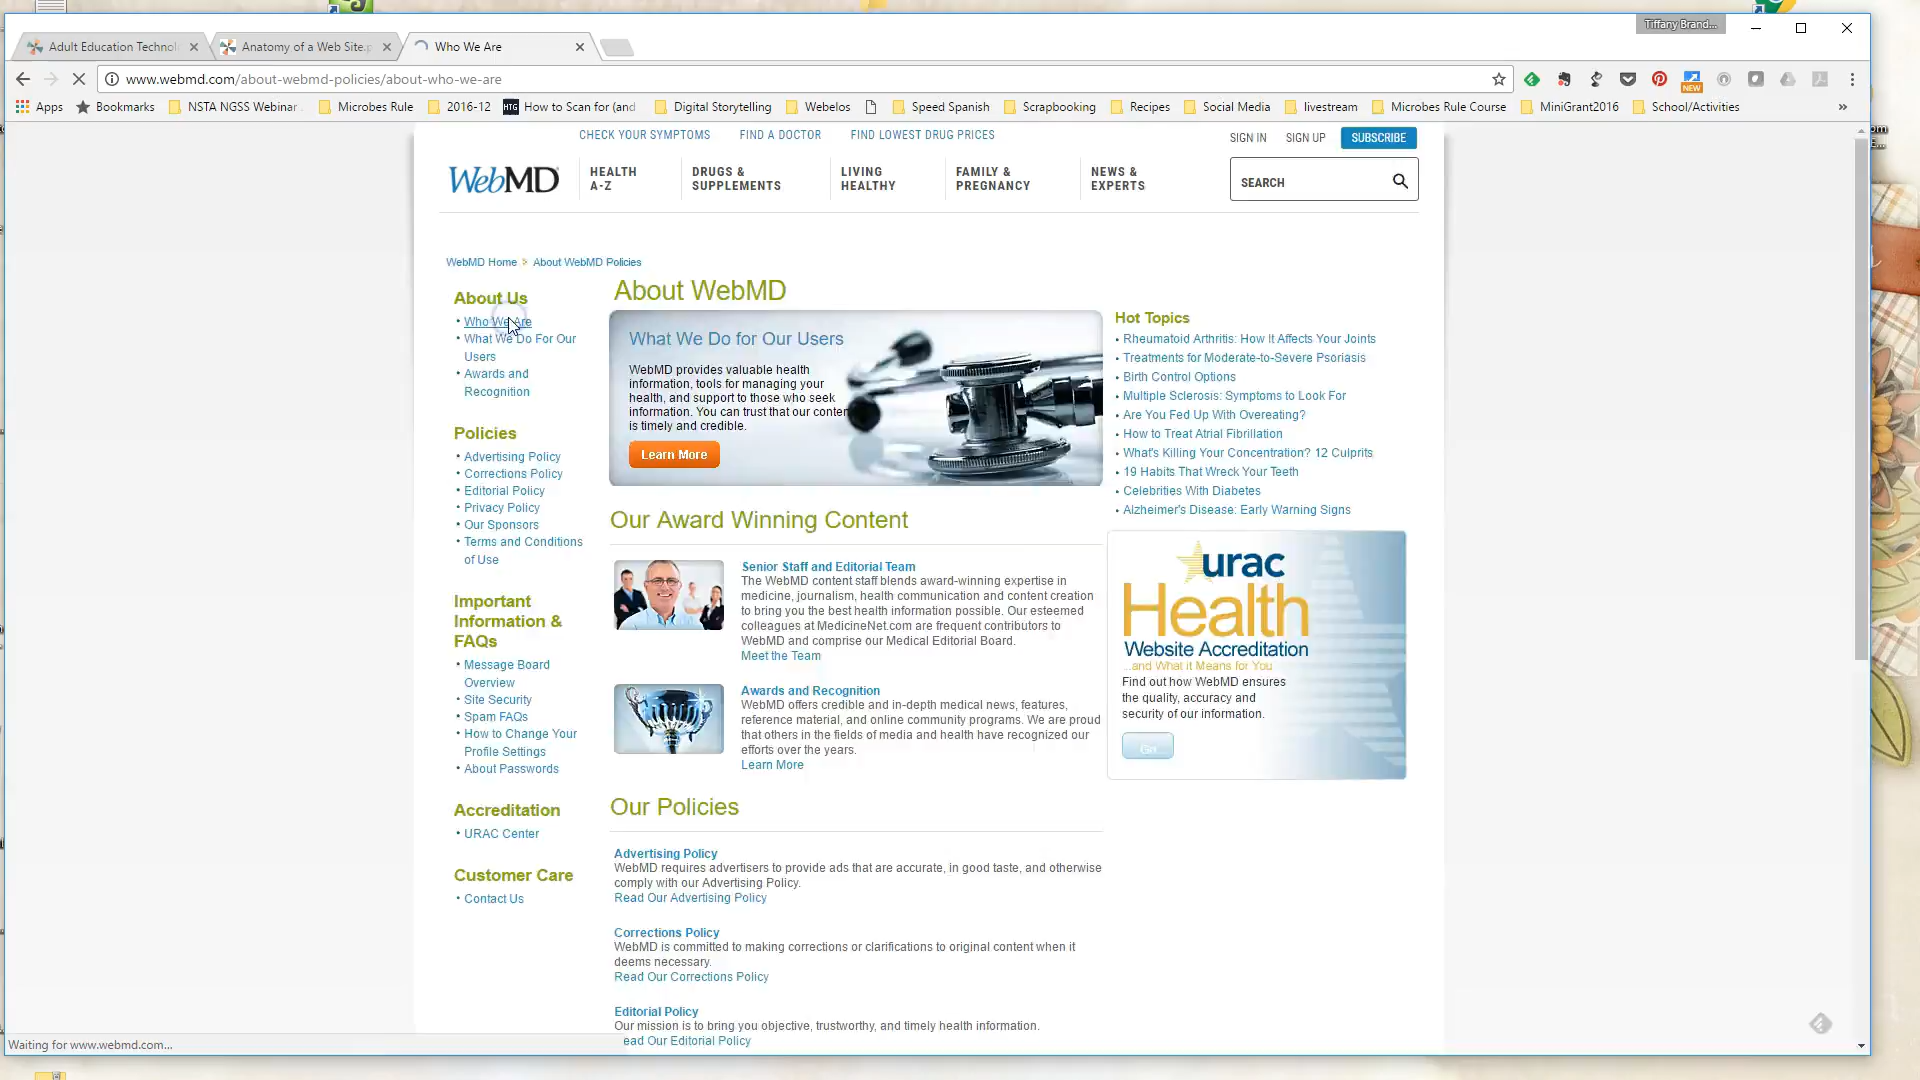 Tiffany Brand...
Adult Education Technol
Anatomy of a Web Site.p
Who We Are
www.webmd.com/about-webmd-policies/about-who-we-are
NEW
Apps
Bookmarks
NSTA NGSS Webinar
Microbes Rule
2016-12
HTG
How to Scan for (and
Digital Storytelling
Webelos
Speed Spanish
Scrapbooking
Recipes
Social Media
livestream
Microbes Rule Course
MiniGrant2016
School/Activities
»
CHECK YOUR SYMPTOMS
FIND A DOCTOR
FIND LOWEST DRUG PRICES
SIGN IN
SIGN UP
SUBSCRIBE
WebMD
HEALTH
A-Z
DRUGS &
SUPPLEMENTS
LIVING
HEALTHY
FAMILY &
PREGNANCY
NEWS &
EXPERTS
SEARCH
WebMD Home > About WebMD Policies
About Us
• Who We Are
• What We Do For Our
Users
• Awards and
Recognition
Policies
• Advertising Policy
• Corrections Policy
• Editorial Policy
• Privacy Policy
• Our Sponsors
• Terms and Conditions
of Use
Important
Information &
FAQs
• Message Board
Overview
• Site Security
• Spam FAQs
• How to Change Your
Profile Settings
• About Passwords
Accreditation
• URAC Center
Customer Care
• Contact Us
About WebMD
What We Do for Our Users
WebMD provides valuable health
information, tools for managing your
health, and support to those who seek
information. You can trust that our conten
is timely and credible.
Learn More
Our Award Winning Content
Senior Staff and Editorial Team
The WebMD content staff blends award-winning expertise in
medicine, journalism, health communication and content creation
to bring you the best health information possible. Our esteemed
colleagues at MedicineNet.com are frequent contributors to
WebMD and comprise our Medical Editorial Board.
Meet the Team
Awards and Recognition
WebMD offers credible and in-depth medical news, features,
reference material, and online community programs. We are proud
that others in the fields of media and health have recognized our
efforts over the years.
Learn More
Our Policies
Advertising Policy
WebMD requires advertisers to provide ads that are accurate, in good taste, and otherwise
comply with our Advertising Policy.
Read Our Advertising Policy
Corrections Policy
WebMD is committed to making corrections or clarifications to original content when it
deems necessary.
Read Our Corrections Policy
Editorial Policy
Our mission is to bring you objective, trustworthy, and timely health information.
ead Our Editorial Policy
Hot Topics
• Rheumatoid Arthritis: How It Affects Your Joints
• Treatments for Moderate-to-Severe Psoriasis
• Birth Control Options
• Multiple Sclerosis: Symptoms to Look For
• Are You Fed Up With Overeating?
• How to Treat Atrial Fibrillation
• What's Killing Your Concentration? 12 Culprits
• 19 Habits That Wreck Your Teeth
• Celebrities With Diabetes
• Alzheimer's Disease: Early Warning Signs
urac
Health
Website Accreditation
...and What it Means for You
Find out how WebMD ensures
the quality, accuracy and
security of our information.
Go
Waiting for www.webmd.com...